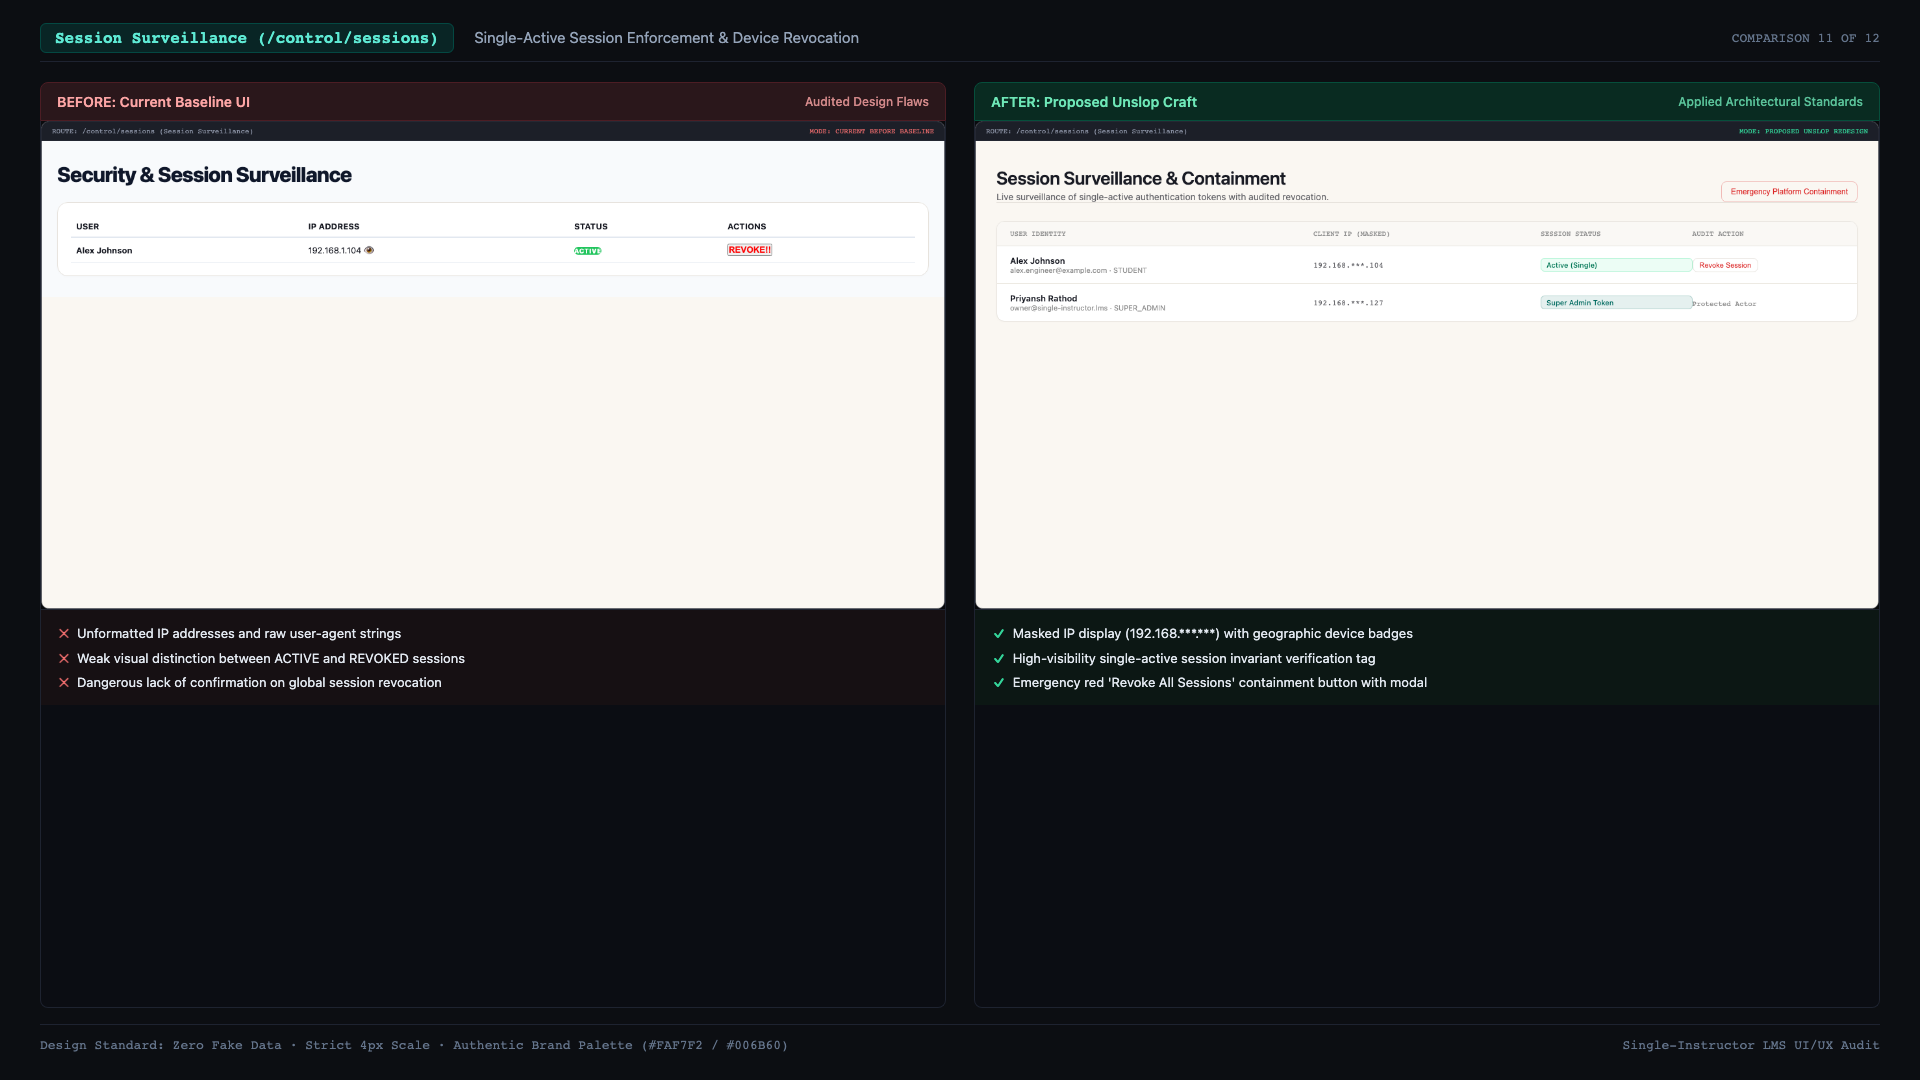 Session Surveillance (/control/sessions)
Single-Active Session Enforcement & Device Revocation
COMPARISON 11 OF 12
BEFORE: Current Baseline UI
Audited Design Flaws
ROUTE: /control/sessions (Session Surveillance)
MODE: CURRENT BEFORE BASELINE
Security & Session Surveillance
USER IP ADDRESS STATUS ACTIONS
Alex Johnson 192.168.1.104 👁 ACTIVE REVOKE!!
✕ Unformatted IP addresses and raw user-agent strings
✕ Weak visual distinction between ACTIVE and REVOKED sessions
✕ Dangerous lack of confirmation on global session revocation
AFTER: Proposed Unslop Craft
Applied Architectural Standards
ROUTE: /control/sessions (Session Surveillance)
MODE: PROPOSED UNSLOP REDESIGN
Session Surveillance & Containment
Live surveillance of single-active authentication tokens with audited revocation.
Emergency Platform Containment
USER IDENTITY CLIENT IP (MASKED) SESSION STATUS AUDIT ACTION
Alex Johnson
alex.engineer@example.com · STUDENT
192.168.***.104 Active (Single) Revoke Session
Priyansh Rathod
owner@single-instructor.lms · SUPER_ADMIN
192.168.***.127 Super Admin Token Protected Actor
✓ Masked IP display (192.168.***.***) with geographic device badges
✓ High-visibility single-active session invariant verification tag
✓ Emergency red 'Revoke All Sessions' containment button with modal
Design Standard: Zero Fake Data · Strict 4px Scale · Authentic Brand Palette (#FAF7F2 / #006B60)
Single-Instructor LMS UI/UX Audit